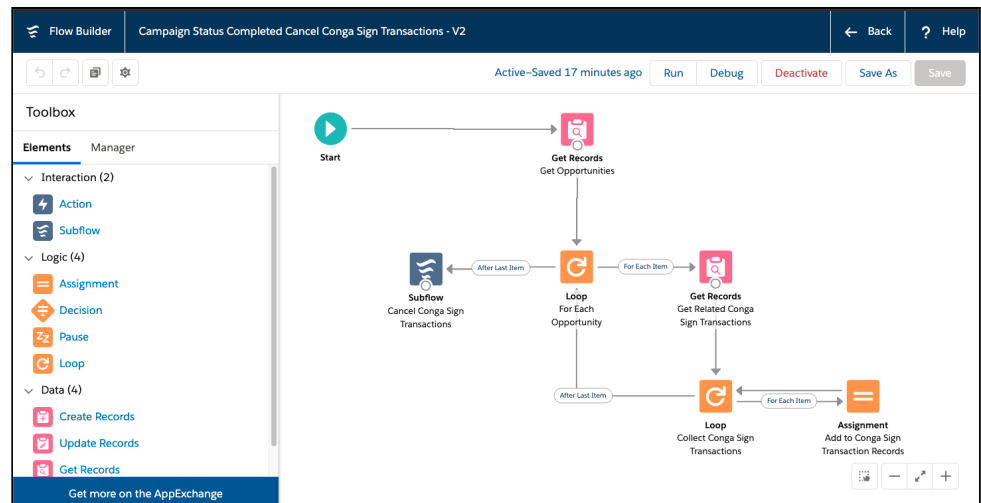 Flow Builder
Campaign Status Completed Cancel Conga Sign Transactions - V2
Back
? Help
Active–Saved 17 minutes ago
Run
Debug
Deactivate
Save As
Save
Toolbox
Elements
Manager
Interaction (2)
Action
Subflow
Logic (4)
Assignment
Decision
Pause
Loop
Data (4)
Create Records
Update Records
Get Records
Get more on the AppExchange
Start
Get Records
Get Opportunities
After Last Item
For Each Item
Subflow
Cancel Conga Sign
Transactions
Loop
For Each
Opportunity
Get Records
Get Related Conga
Sign Transactions
After Last Item
For Each Item
Loop
Collect Conga Sign
Transactions
Assignment
Add to Conga Sign
Transaction Records